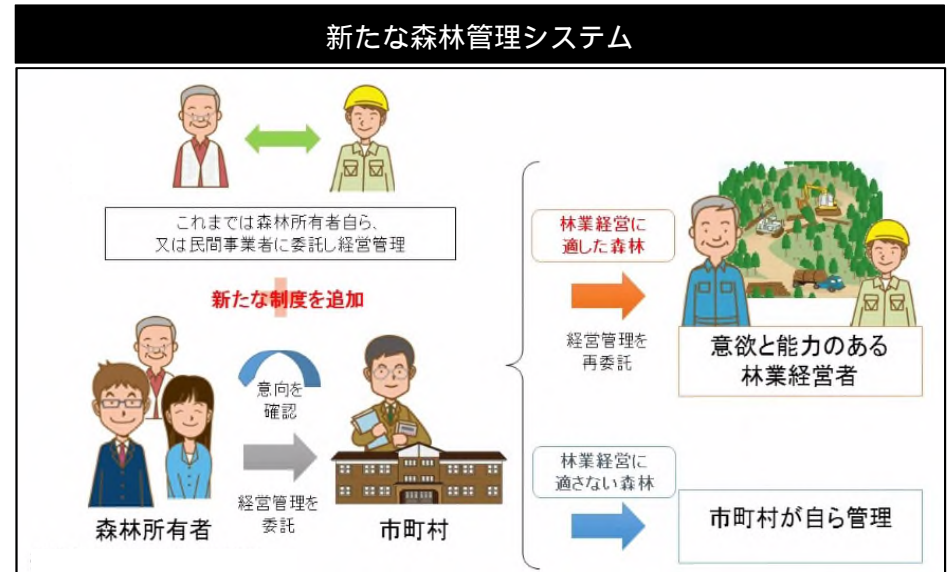 新たな森林管理システム
これまでは森林所有者自ら、
又は民間事業者に委託し経営管理
新たな制度を追加
意向を
確認
経営管理を
委託
森林所有者
市町村
林業経営に
適した森林
経営管理を
再委託
意欲と能力のある
林業経営者
林業経営に
適さない森林
市町村が自ら管理